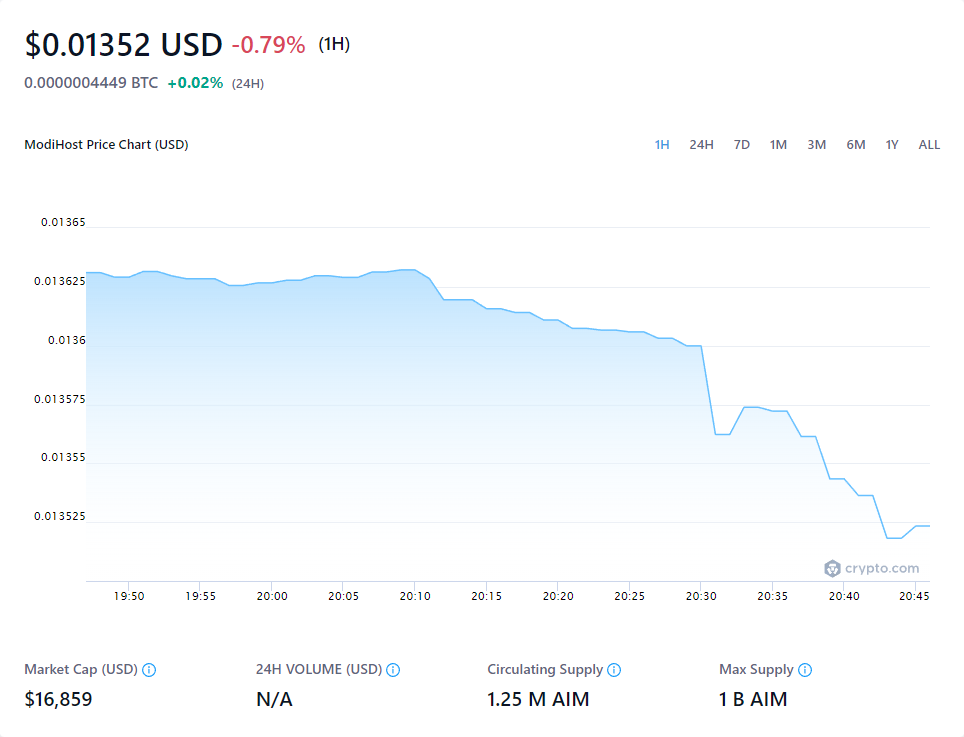 $0.01352 USD -0.79% (1H)
0.0000004449 BTC +0.02% (24H)
ModiHost Price Chart (USD) 1H 24H 7D 1M 3M 6M 1Y ALL
0.01365
0.013625
0.0136
0.013575
0.01355
0.013525
crypto.com
19:50 19:55 20:00 20:05 20:10 20:15 20:20 20:25 20:30 20:35 20:40 20:45
Market Cap (USD) 24H VOLUME (USD) Circulating Supply Max Supply
$16,859 N/A 1.25 M AIM 1 B AIM